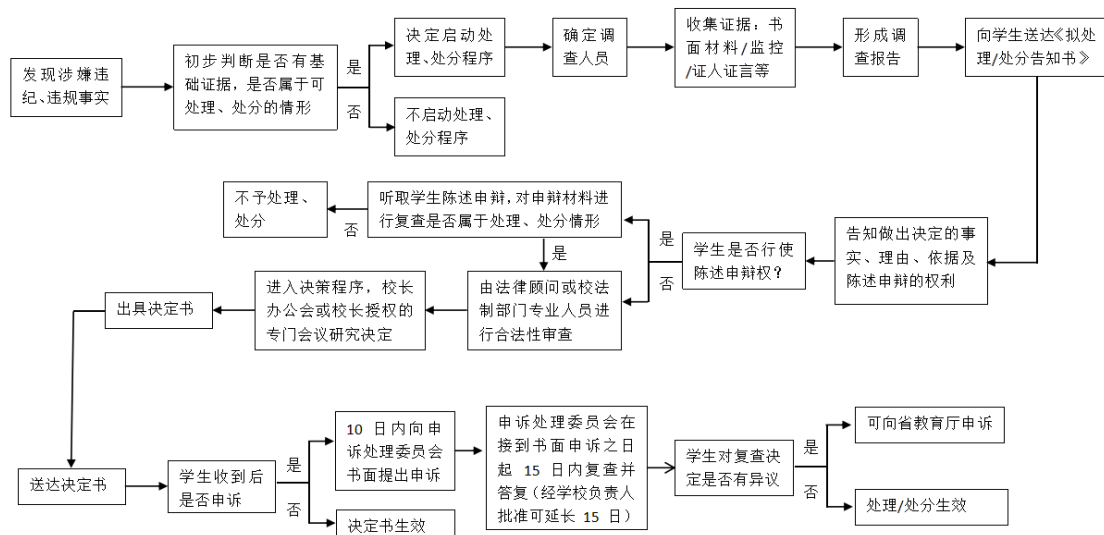 发现涉嫌违
纪、违规事实
初步判断是否有基
础证据，是否属于可
处理、处分的情形
是
否
决定启动处
理、处分程序
不启动处理、
处分程序
确定调
查人员
收集证据：书
面材料/监控
/证人证言等
形成调
查报告
向学生送达《拟处
理/处分告知书》
告知做出决定的事
实、理由、依据及
陈述申辩的权利
学生是否行使
陈述申辩权？
是
否
听取学生陈述申辩，对申辩材料进
行复查是否属于处理、处分情形
否
不予处理、
处分
是
由法律顾问或校法
制部门专业人员进
行合法性审查
进入决策程序，校长
办公会或校长授权的
专门会议研究决定
出具决定书
送达决定书
学生收到后
是否申诉
是
否
10 日内向申
诉处理委员会
书面提出申诉
决定书生效
申诉处理委员会在
接到书面申诉之日
起 15 日内复查并
答复（经学校负责人
批准可延长 15 日）
学生对复查决
定是否有异议
是
否
可向省教育厅申诉
处理/处分生效